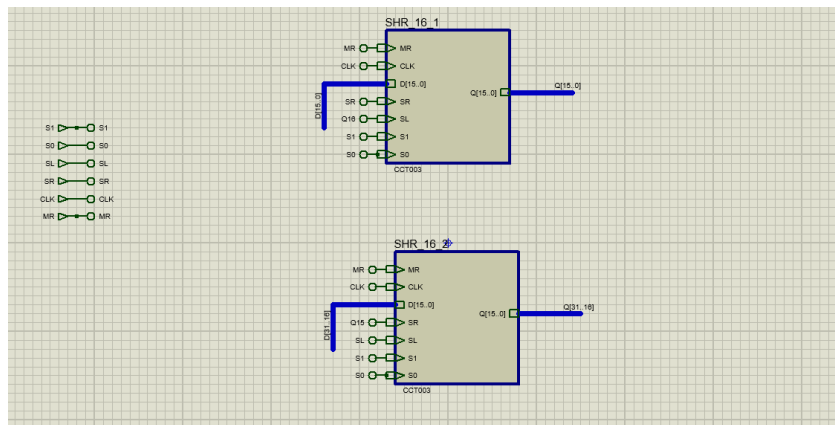 SHR_16_1
MR MR
CLK CLK
D[15..0] D[15..0]
SR SR
Q16 SL
S1 S1
S0 S0
Q[15..0] Q[15..0]
CCT003
S1 S1
S0 S0
SL SL
SR SR
CLK CLK
MR MR
SHR_16_2
MR MR
CLK CLK
D[31..16] D[15..0]
Q15 SR
SL SL
S1 S1
S0 S0
Q[15..0] Q[31..16]
CCT003